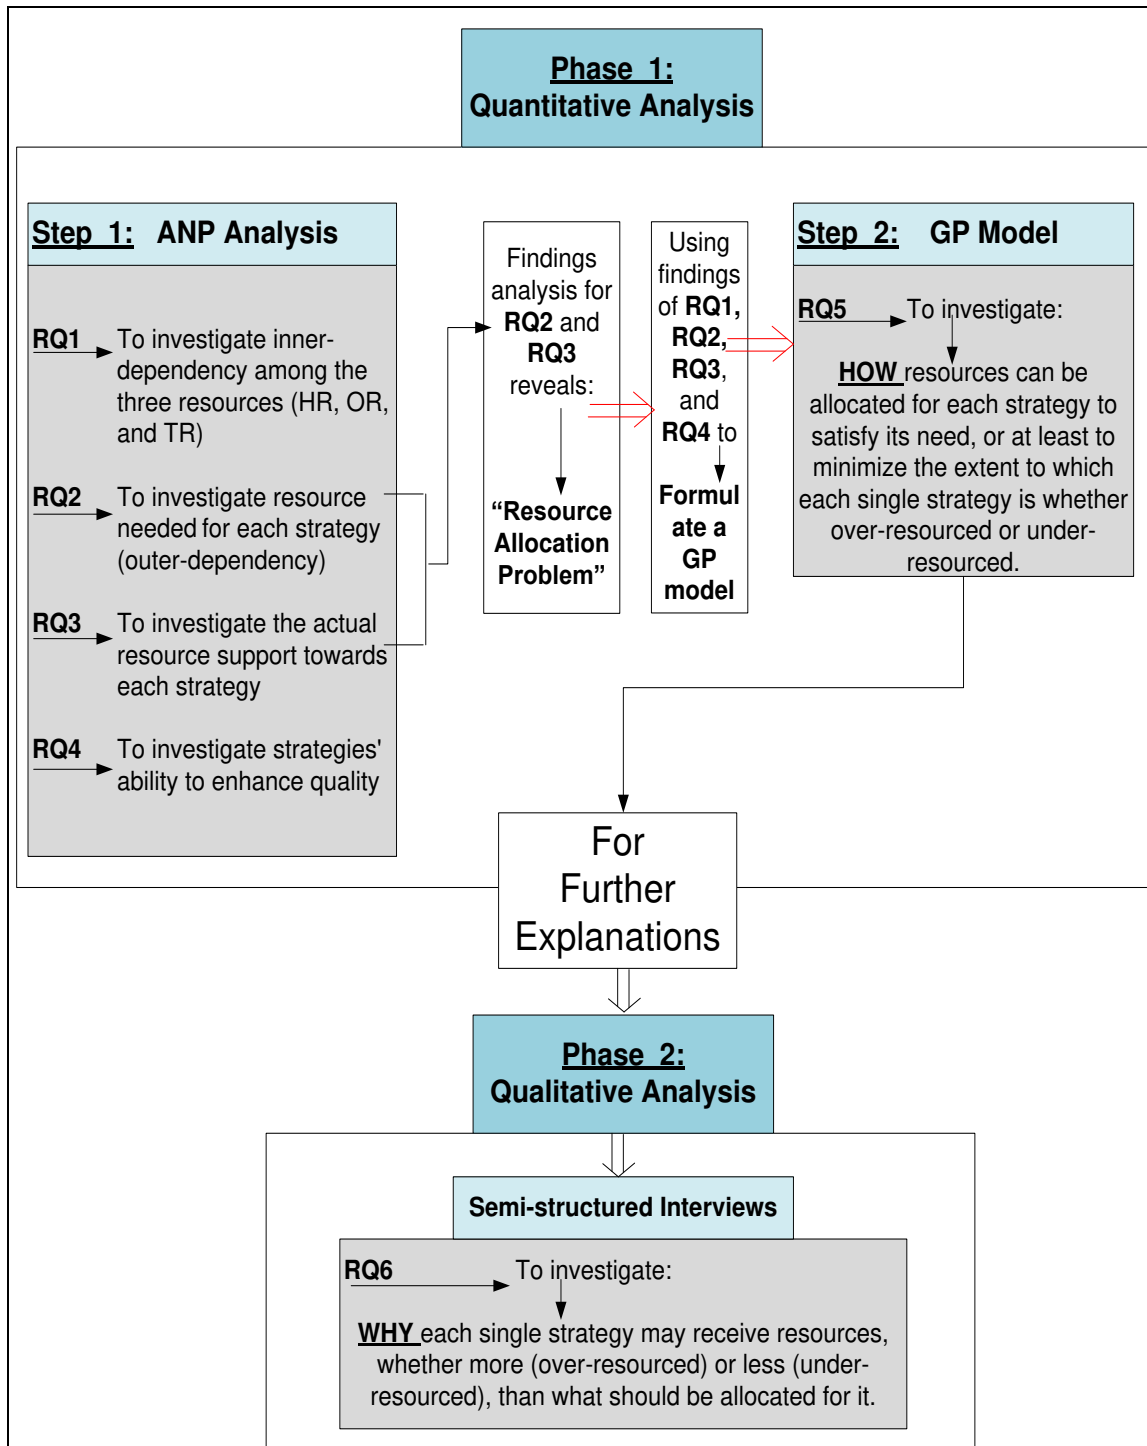 Phase 1:
Quantitative Analysis
Step 1: ANP Analysis
RQ1
To investigate inner-
dependency among the
three resources (HR, OR,
and TR)
RQ2
To investigate resource
needed for each strategy
(outer-dependency)
RQ3
To investigate the actual
resource support towards
each strategy
RQ4
To investigate strategies'
ability to enhance quality
Findings
analysis for
RQ2 and
RQ3
reveals:
“Resource
Allocation
Problem”
Using
findings
of RQ1,
RQ2,
RQ3,
and
RQ4 to
Formul
ate a
GP
model
Step 2: GP Model
RQ5
To investigate:
HOW resources can be
allocated for each strategy to
satisfy its need, or at least to
minimize the extent to which
each single strategy is whether
over-resourced or under-
resourced.
For
Further
Explanations
Phase 2:
Qualitative Analysis
Semi-structured Interviews
RQ6
To investigate:
WHY each single strategy may receive resources,
whether more (over-resourced) or less (under-
resourced), than what should be allocated for it.